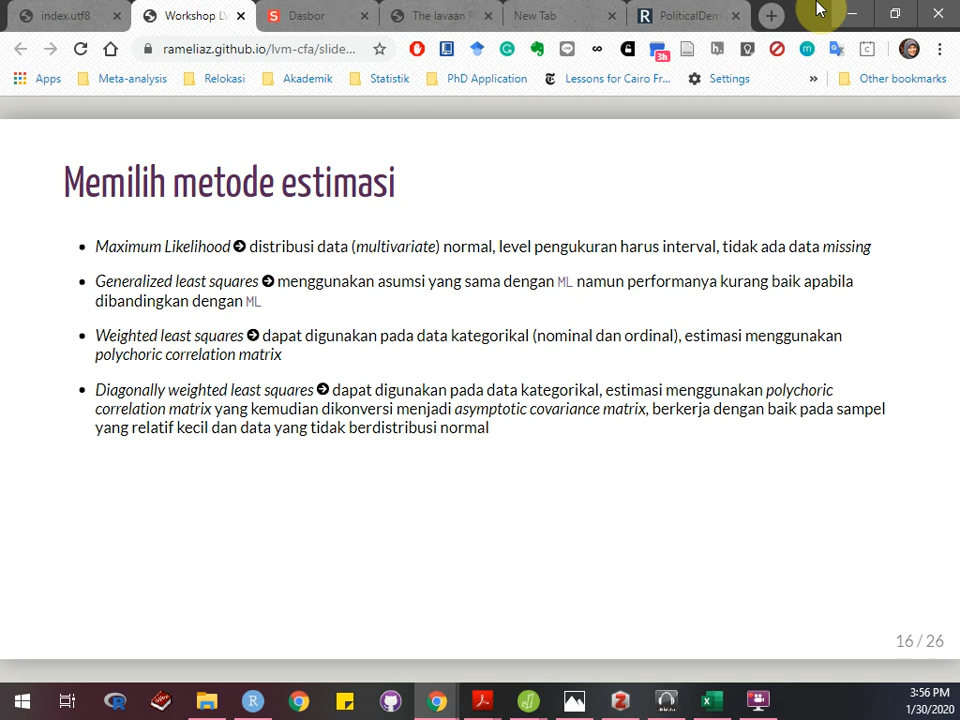 index.utf8
Workshop LV
Dasbor
The lavaan P
New Tab
PoliticalDem
rameliaz.github.io/lvm-cfa/slide...
3h
h.
Apps
Meta-analysis
Relokasi
Akademik
Statistik
PhD Application
Lessons for Cairo Fr...
Settings
»
Other bookmarks
Memilih metode estimasi
Maximum Likelihood ➔ distribusi data (multivariate) normal, level pengukuran harus interval, tidak ada data missing
Generalized least squares ➔ menggunakan asumsi yang sama dengan ML namun performanya kurang baik apabila
dibandingkan dengan ML
Weighted least squares ➔ dapat digunakan pada data kategorikal (nominal dan ordinal), estimasi menggunakan
polychoric correlation matrix
Diagonally weighted least squares ➔ dapat digunakan pada data kategorikal, estimasi menggunakan polychoric
correlation matrix yang kemudian dikonversi menjadi asymptotic covariance matrix, berkerja dengan baik pada sampel
yang relatif kecil dan data yang tidak berdistribusi normal
16 / 26
3:56 PM
1/30/2020